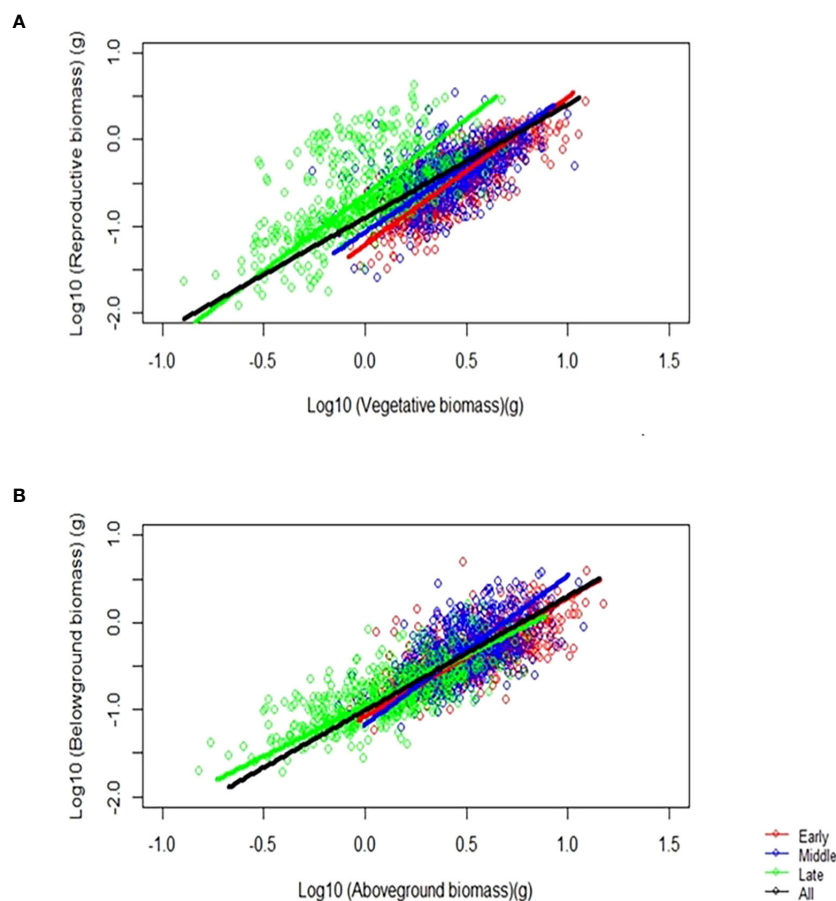 A
Log10 (Reproductive biomass) (g)
1.0
0.0
-1.0
-2.0
-1.0 -0.5 0.0 0.5 1.0 1.5
Log10 (Vegetative biomass)(g)
B
Log10 (Belowground biomass) (g)
1.0
0.0
-1.0
-2.0
-1.0 -0.5 0.0 0.5 1.0 1.5
Log10 (Aboveground biomass)(g)
Early
Middle
Late
All